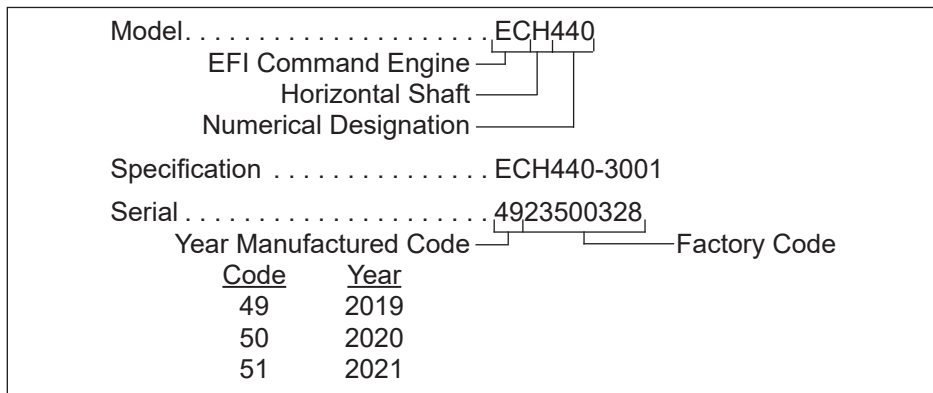 Model. . . . . . . . . . . . . . . . . . . . . . ECH440
EFI Command Engine
Horizontal Shaft
Numerical Designation
Specification . . . . . . . . . . . . . . . ECH440-3001
Serial . . . . . . . . . . . . . . . . . . . . . . 4923500328
Year Manufactured Code Factory Code
Code Year
49 2019
50 2020
51 2021